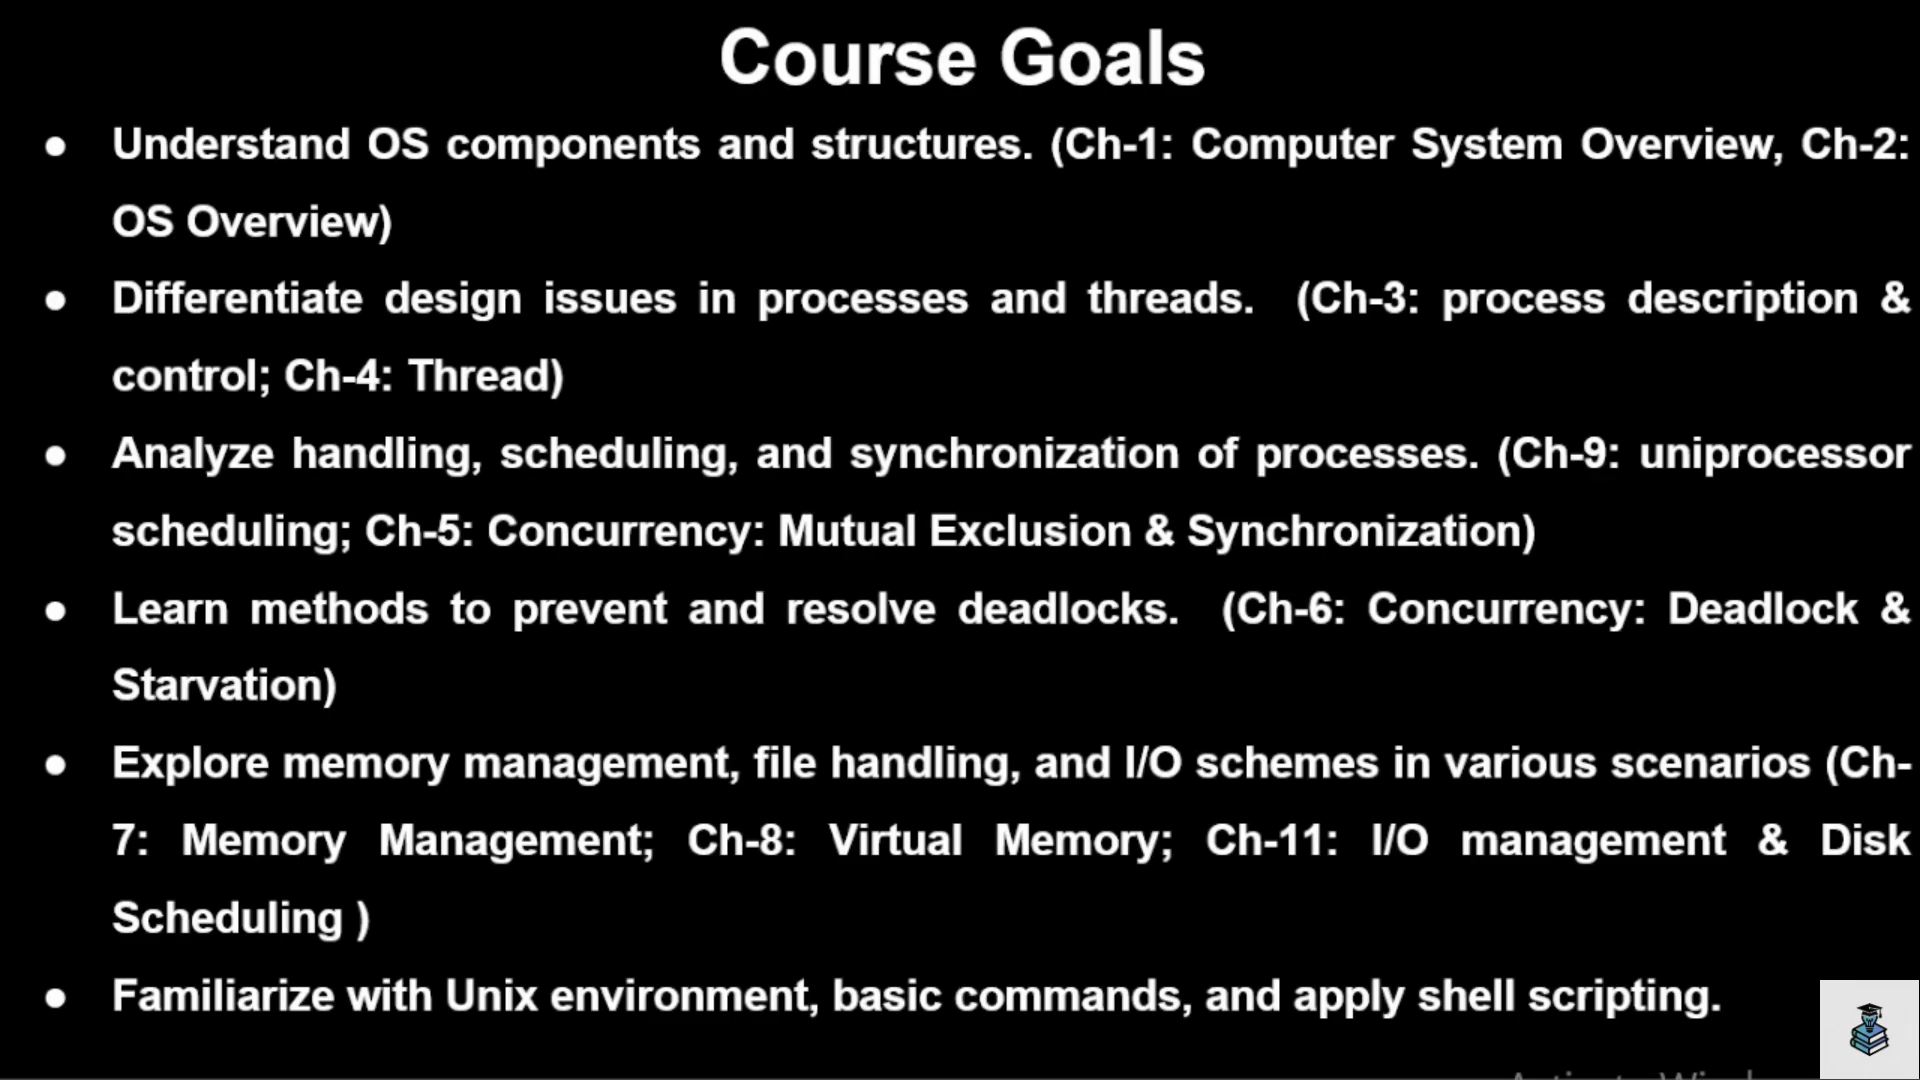 Course Goals
● Understand OS components and structures. (Ch-1: Computer System Overview, Ch-2:
OS Overview)
● Differentiate design issues in processes and threads. (Ch-3: process description &
control; Ch-4: Thread)
● Analyze handling, scheduling, and synchronization of processes. (Ch-9: uniprocessor
scheduling; Ch-5: Concurrency: Mutual Exclusion & Synchronization)
● Learn methods to prevent and resolve deadlocks. (Ch-6: Concurrency: Deadlock &
Starvation)
● Explore memory management, file handling, and I/O schemes in various scenarios (Ch-
7: Memory Management; Ch-8: Virtual Memory; Ch-11: I/O management & Disk
Scheduling )
● Familiarize with Unix environment, basic commands, and apply shell scripting.